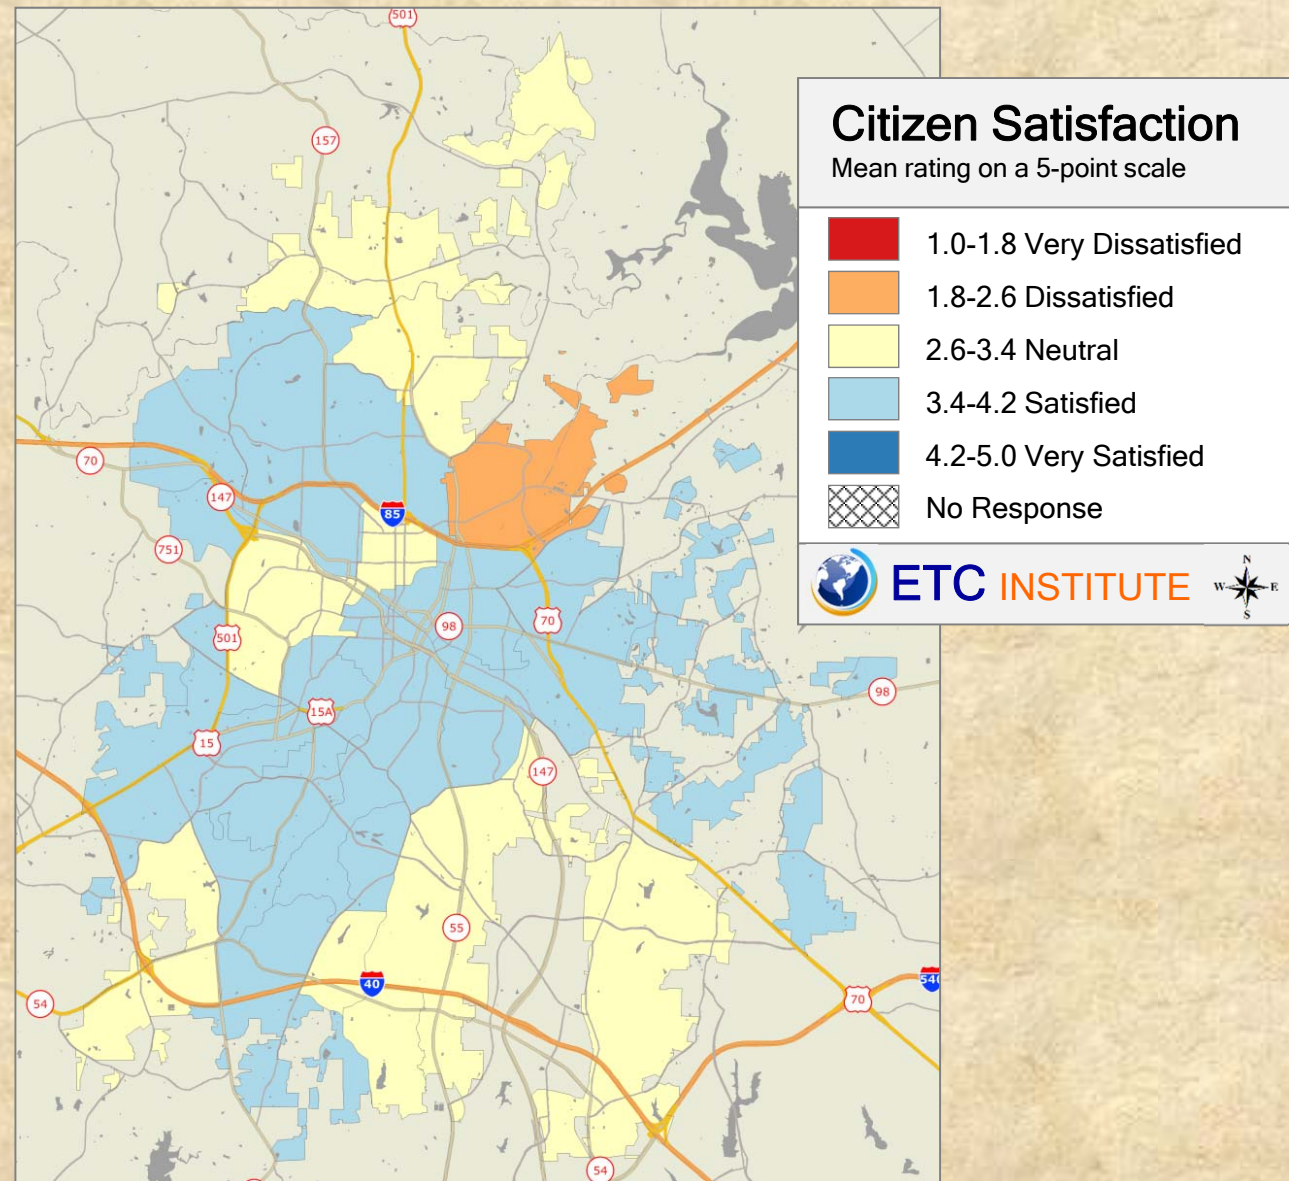 501
157
Citizen Satisfaction
Mean rating on a 5-point scale
1.0-1.8 Very Dissatisfied
1.8-2.6 Dissatisfied
2.6-3.4 Neutral
3.4-4.2 Satisfied
4.2-5.0 Very Satisfied
No Response
ETC INSTITUTE
N
W E
S
70
147
85
751
501
98
70
98
15A
15
147
55
40
54
70
540
54